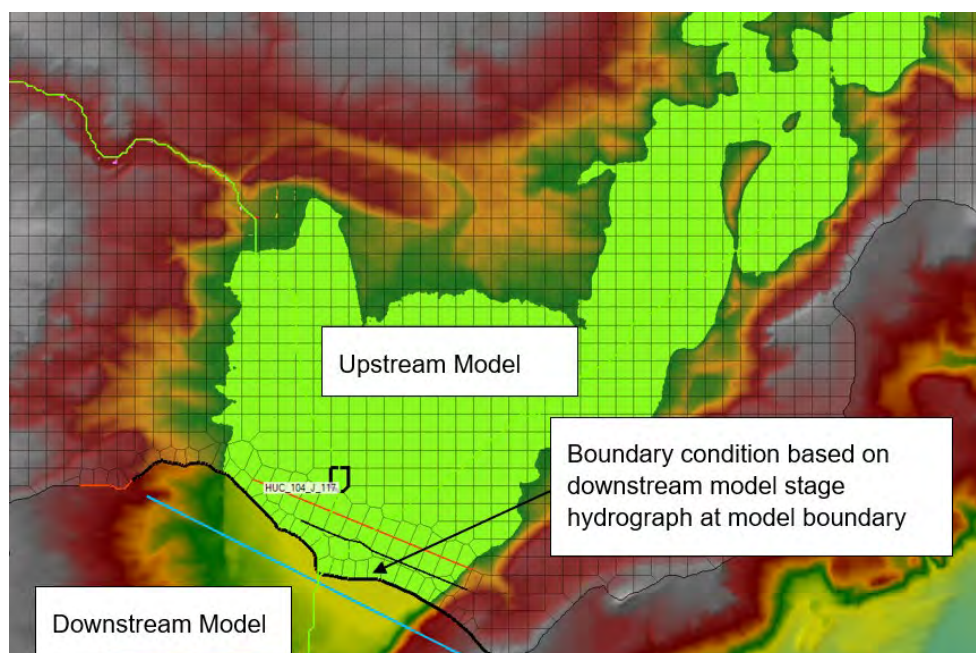 Upstream Model
Boundary condition based on
downstream model stage
hydrograph at model boundary
HUC_104_J_117
Downstream Model